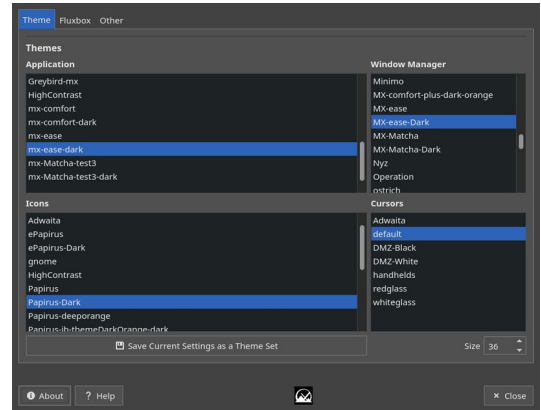 Theme Fluxbox Other
Themes
Application
Greybird-mx
HighContrast
mx-comfort
mx-comfort-dark
mx-ease
mx-ease-dark
mx-Matcha-test3
mx-Matcha-test3-dark
Window Manager
Minimo
MX-comfort-plus-dark-orange
MX-ease
MX-ease-Dark
MX-Matcha
MX-Matcha-Dark
Nyz
Operation
ostrich
Icons
Adwaita
ePapirus
ePapirus-Dark
gnome
HighContrast
Papirus
Papirus-Dark
Papirus-deeporange
Papirus-jb-themeDarkOrange-dark
Cursors
Adwaita
default
DMZ-Black
DMZ-White
handhelds
redglass
whiteglass
Save Current Settings as a Theme Set
Size 36
About ? Help × Close